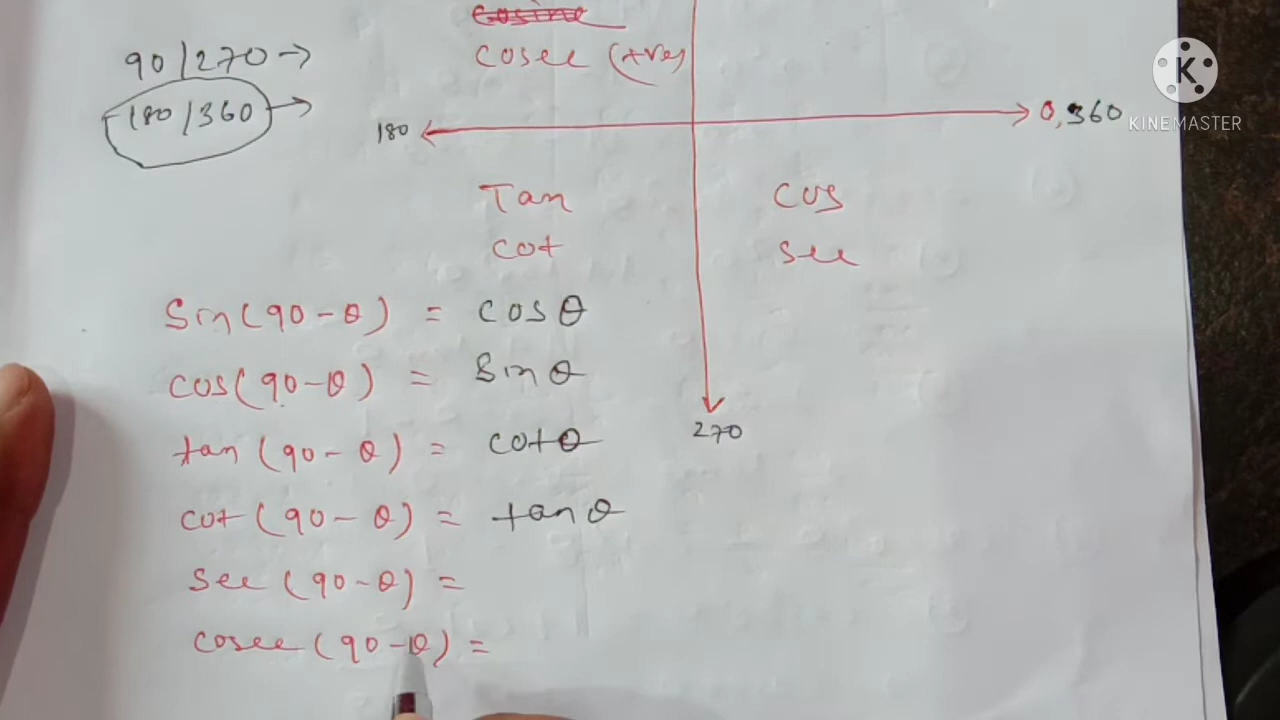 90/270 →
180/360 →
cosec (+ve)
180
0,360
K
KINEMASTER
Tan
cot
cos
sec
270
Sin(90-θ) = cosθ
cos(90-θ) = sinθ
tan (90-θ) = cotθ
cot (90-θ) = tanθ
sec (90-θ) =
cosec (90-θ) =